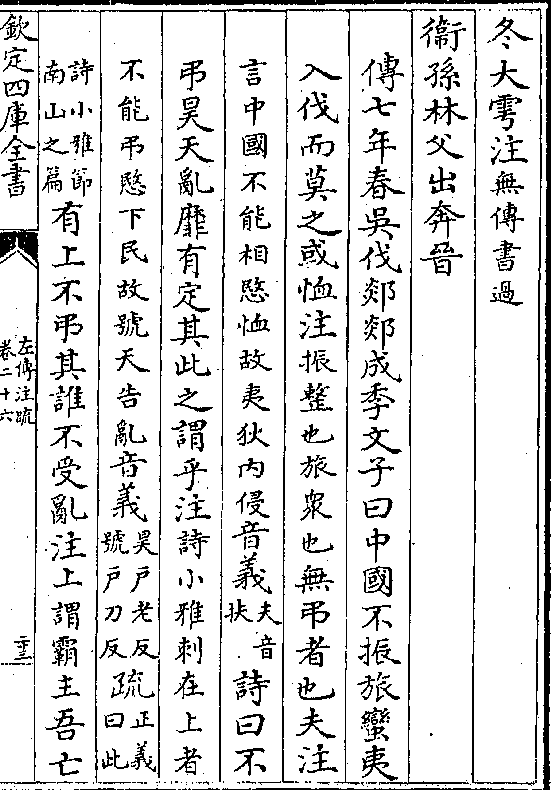 冬大雩注無傳書過
衞孫林父出奔晉
傳七年春吳伐郯郯成季文子曰中國不振旅蠻夷
入伐而莫之或恤注振整也旅衆也無弔者也夫注
言中國不能相愍恤故夷狄内侵音義夫音扶詩曰不
弔昊天亂靡有定其此之謂乎注詩小雅刺在上者
不能弔愍下民故號天告亂音義昊戸老反號戸刀反疏正義曰此
詩小雅節南山之篇有上不弔其誰不受亂注上謂霸主吾亡
欽定四庫全書
左傳注疏
卷二十六
二十三